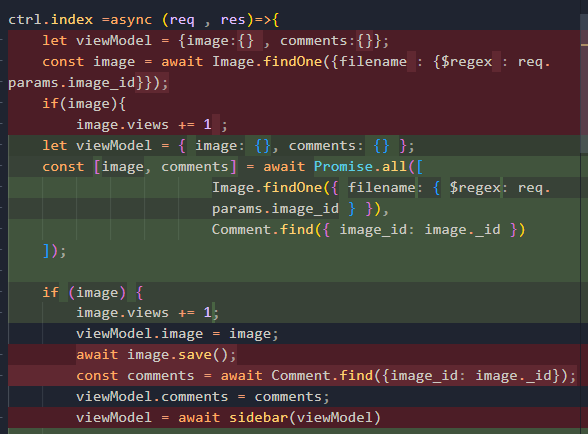 ctrl.index =async (req , res)=>{
let viewModel = {image:{} , comments:{}};
const image = await Image.findOne({filename : {$regex : req.
params.image_id}});
if(image){
image.views += 1 ;
let viewModel = { image: {}, comments: {} };
const [image, comments] = await Promise.all([
Image.findOne({ filename: { $regex: req.
params.image_id } }),
Comment.find({ image_id: image._id })
]);
if (image) {
image.views += 1;
viewModel.image = image;
await image.save();
const comments = await Comment.find({image_id: image._id});
viewModel.comments = comments;
viewModel = await sidebar(viewModel)